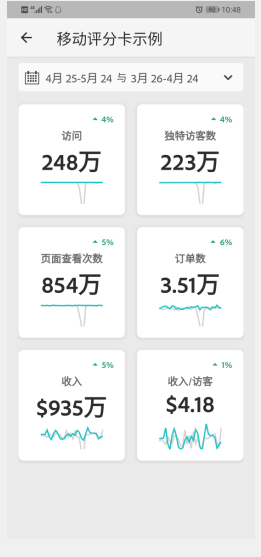 10:48
移动评分卡示例
4月 25-5月 24 与 3月 26-4月 24
4%
访问
248万
4%
独特访客数
223万
5%
页面查看次数
854万
6%
订单数
3.51万
5%
收入
$935万
1%
收入/访客
$4.18